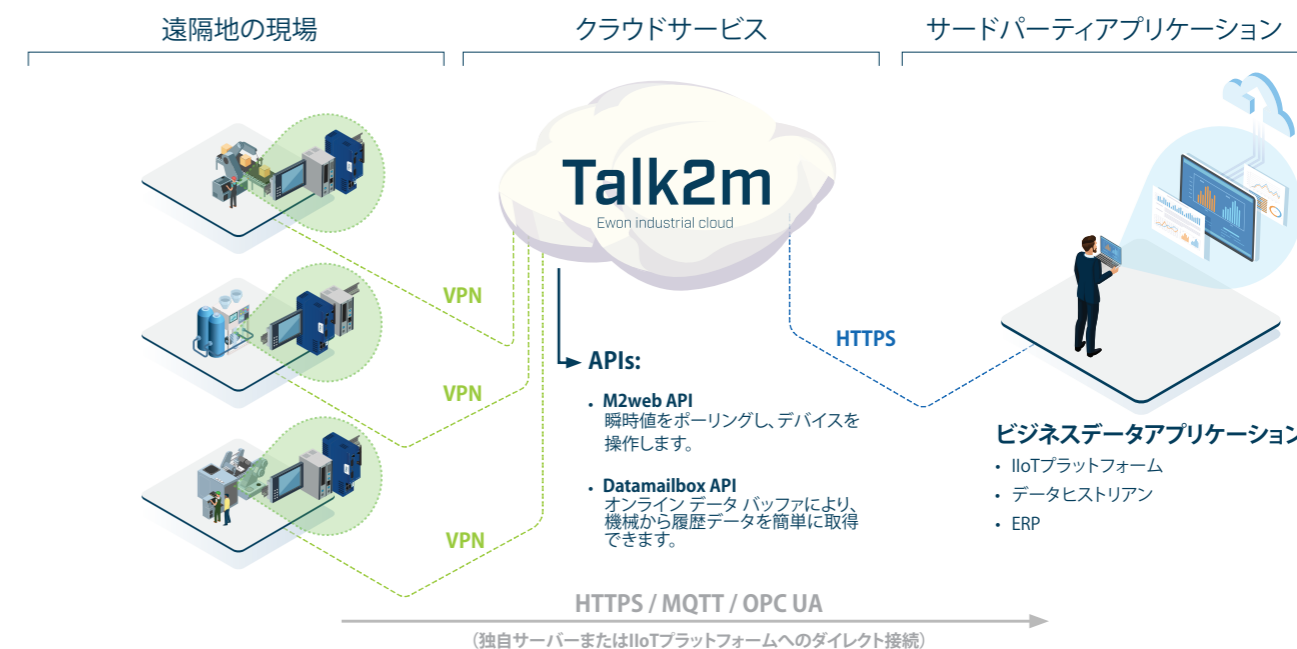 遠隔地の現場
クラウドサービス
サードパーティアプリケーション
Talk2m
Ewon industrial cloud
VPN
VPN
VPN
HTTPS
APIs:
• M2web API
瞬時値をポーリングし、デバイスを
操作します。
• Datamailbox API
オンライン データ バッファにより、
機械から履歴データを簡単に取得
できます。
ビジネスデータアプリケーション
• IIoTプラットフォーム
• データヒストリアン
• ERP
HTTPS / MQTT / OPC UA
(独自サーバーまたはIIoTプラットフォームへのダイレクト接続)